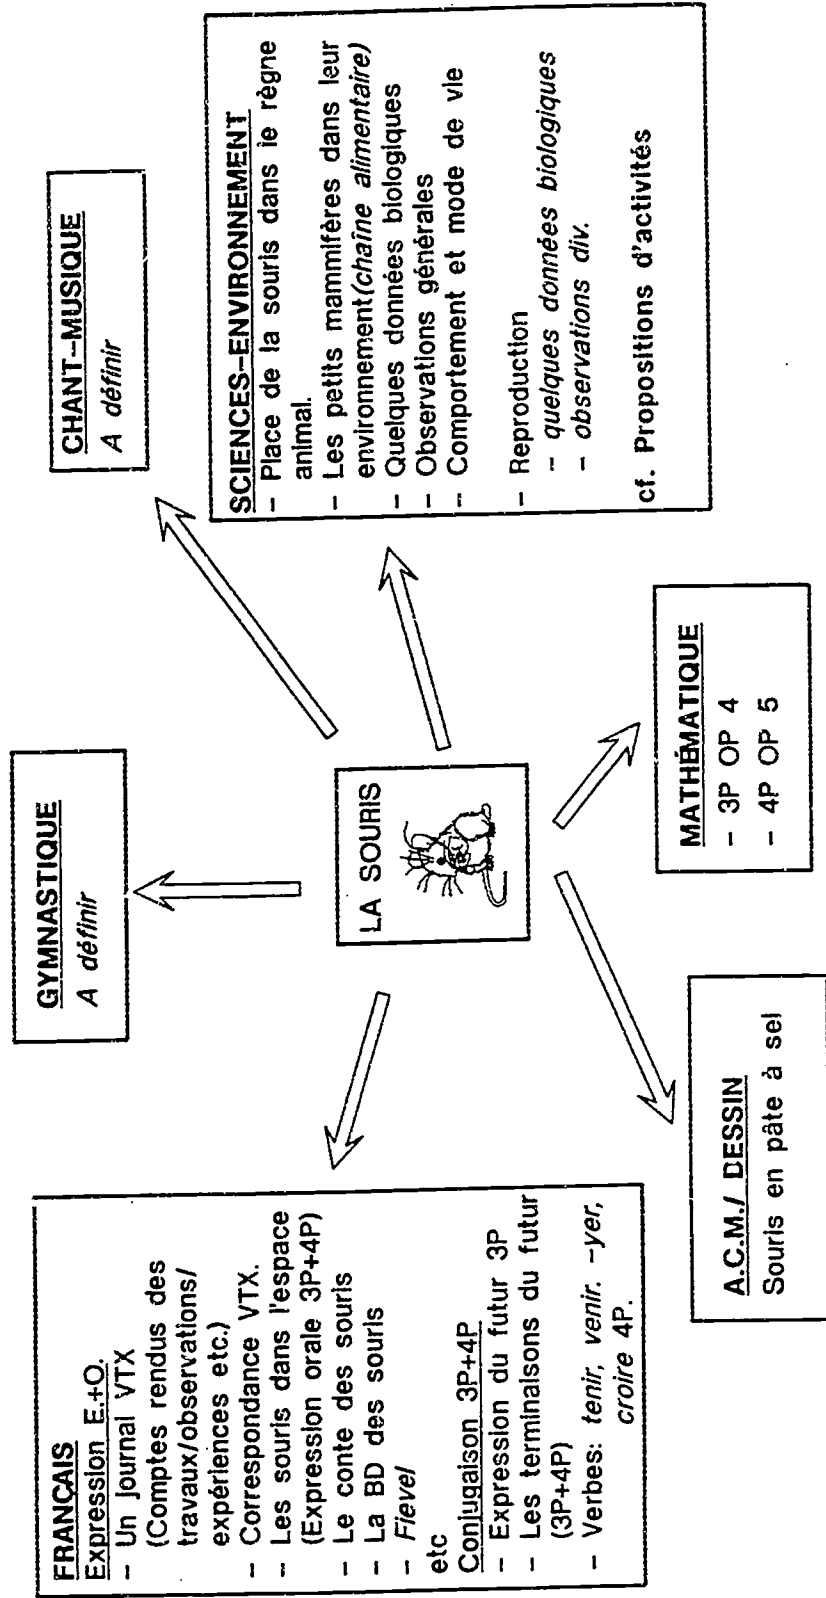 FRANÇAIS
Expression E.+O.
- Un journal VTX
(Comptes rendus des
travaux/observations/
expériences etc.)
- Correspondance VTX.
- Les souris dans l'espace
(Expression orale 3P+4P)
- Le conte des souris
- La BD des souris
- Fievel
etc
Conjugaison 3P+4P
- Expression du futur 3P
- Les terminaisons du futur
(3P+4P)
- Verbes: tenir, venir. -yer,
croire 4P.
GYMNASTIQUE
A définir
CHANT-MUSIQUE
A définir
LA SOURIS
SCIENCES-ENVIRONNEMENT
- Place de la souris dans le règne
animal.
- Les petits mammifères dans leur
environnement(chaîne alimentaire)
- Quelques données biologiques
- Observations générales
- Comportement et mode de vie
- Reproduction
- quelques données biologiques
- observations div.
cf. Propositions d'activités
A.C.M./ DESSIN
Souris en pâte à sel
MATHÉMATIQUE
- 3P OP 4
- 4P OP 5